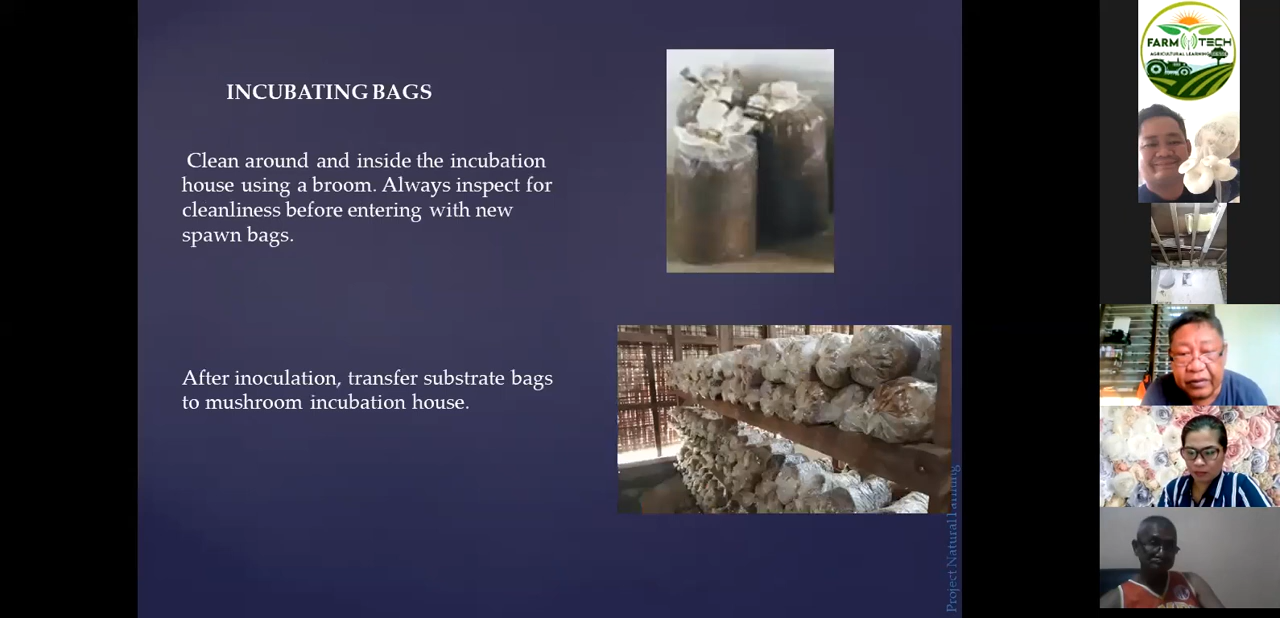 INCUBATING BAGS
Clean around and inside the incubation
house using a broom. Always inspect for
cleanliness before entering with new
spawn bags.
After inoculation, transfer substrate bags
to mushroom incubation house.
Project Natural Farming
FARM TECH
AGRICULTURAL LEARNING